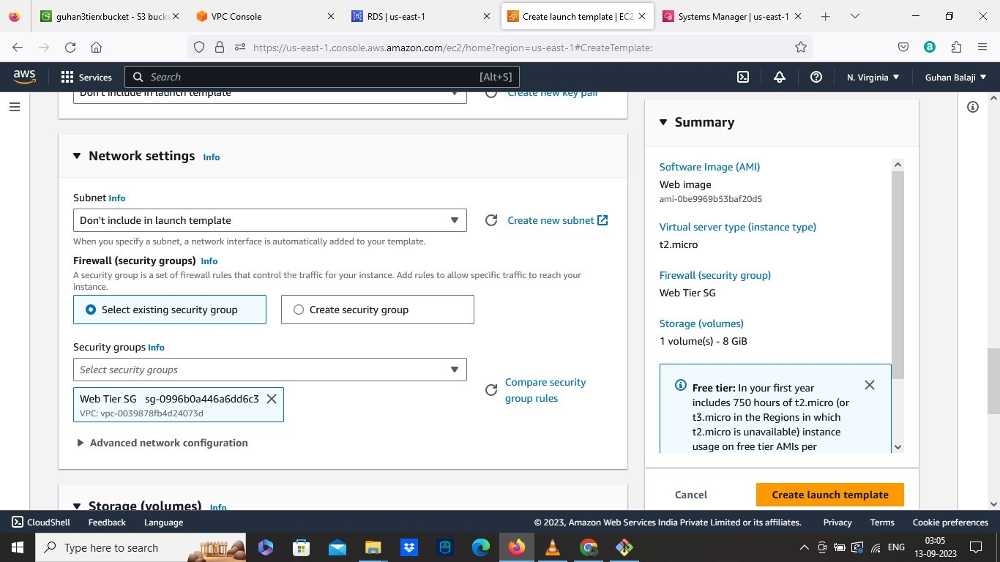 guhan3tierxbucket - S3 bucke
VPC Console
RDS | us-east-1
Create launch template | EC2
Systems Manager | us-east-1
https://us-east-1.console.aws.amazon.com/ec2/home?region=us-east-1#CreateTemplate:
aws
Services
Search
[Alt+S]
N. Virginia
Guhan Balaji
Don't include in launch template
Create new key pair
Network settings Info
Subnet Info
Don't include in launch template
Create new subnet
When you specify a subnet, a network interface is automatically added to your template.
Firewall (security groups) Info
A security group is a set of firewall rules that control the traffic for your instance. Add rules to allow specific traffic to reach your
instance.
Select existing security group
Create security group
Security groups Info
Select security groups
Compare security
group rules
Web Tier SG sg-0996b0a446a6dd6c3
VPC: vpc-0039878fb4d24073d
Advanced network configuration
Storage (volumes) Info
Summary
Software Image (AMI)
Web image
ami-0be9969b53baf20d5
Virtual server type (instance type)
t2.micro
Firewall (security group)
Web Tier SG
Storage (volumes)
1 volume(s) - 8 GiB
Free tier: In your first year
includes 750 hours of t2.micro (or
t3.micro in the Regions in which
t2.micro is unavailable) instance
usage on free tier AMIs per
Cancel
Create launch template
CloudShell
Feedback
Language
© 2023, Amazon Web Services India Private Limited or its affiliates.
Privacy
Terms
Cookie preferences
Type here to search
ENG
03:05
13-09-2023